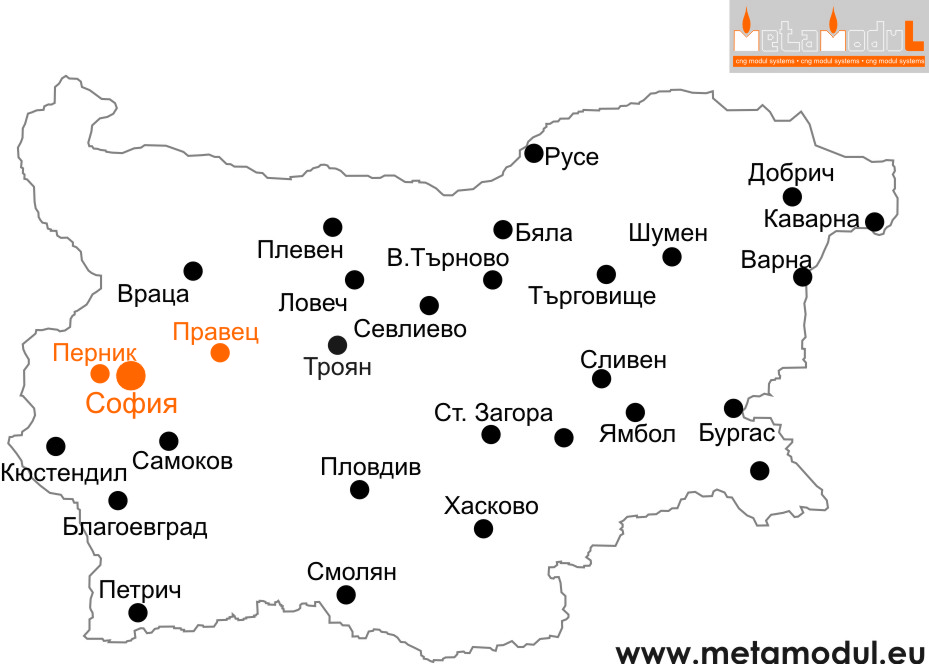 MetaModuL
cng modul systems • cng modul systems • cng modul systems
Русе
Добрич
Каварна
Шумен
Бяла
Плевен
В.Търново
Варна
Враца
Ловеч
Търговище
Севлиево
Правец
Перник
Троян
Сливен
София
Ст. Загора
Ямбол
Бургас
Самоков
Кюстендил
Пловдив
Хасково
Благоевград
Смолян
Петрич
www.metamodul.eu